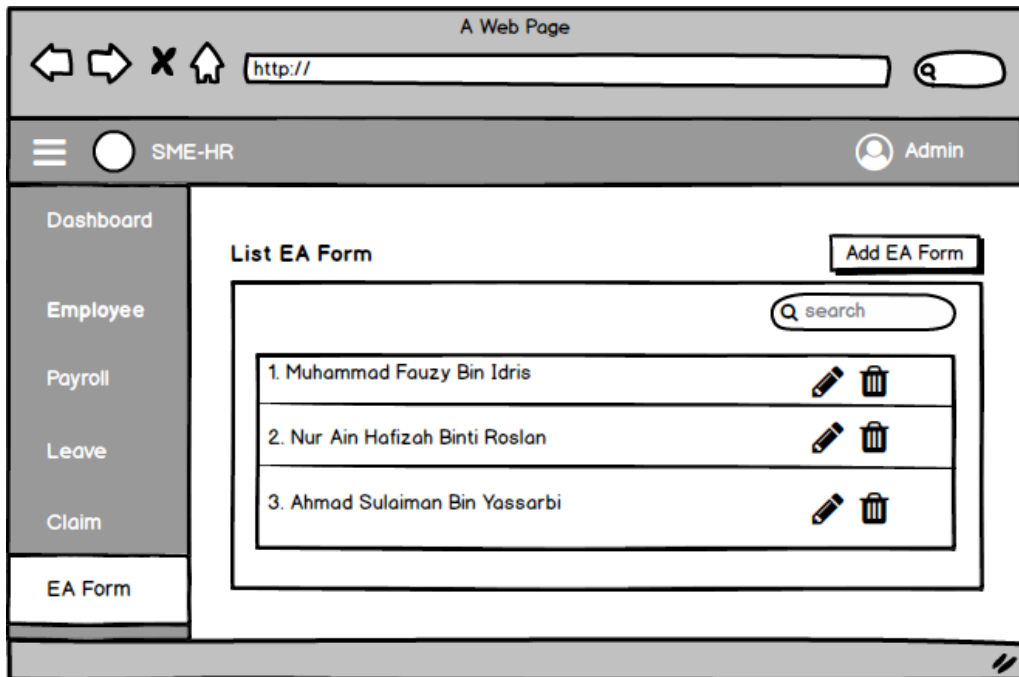 A Web Page
http://
SME-HR
Admin
Dashboard
Employee
Payroll
Leave
Claim
EA Form
List EA Form
Add EA Form
search
1. Muhammad Fauzy Bin Idris
2. Nur Ain Hafizah Binti Roslan
3. Ahmad Sulaiman Bin Yassarbi